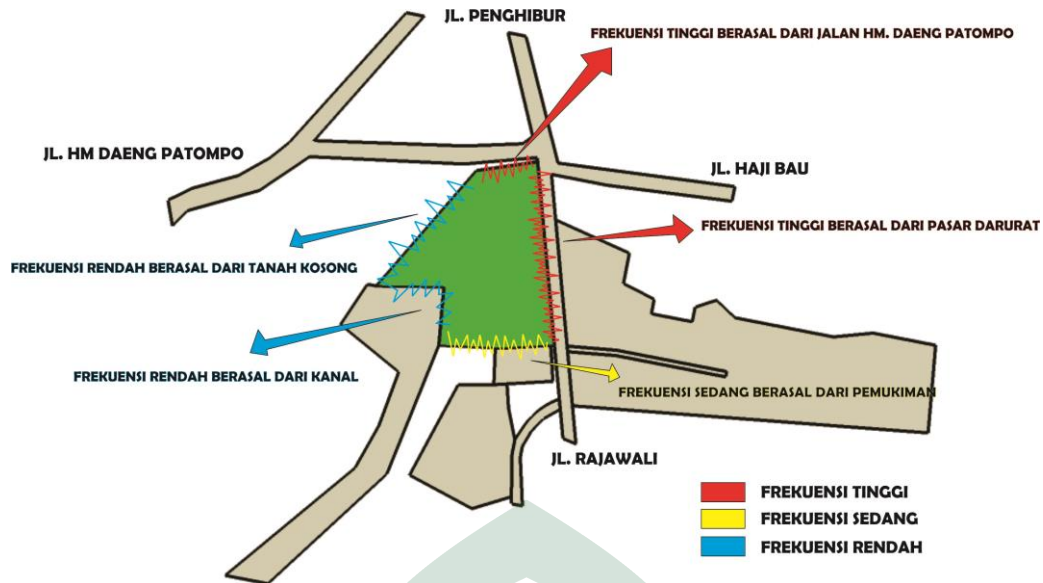 JL. PENGHIBUR
FREKUENSI TINGGI BERASAL DARI JALAN HM. DAENG PATOMPO
JL. HM DAENG PATOMPO
JL. HAJI BAU
FREKUENSI TINGGI BERASAL DARI PASAR DARURAT
FREKUENSI RENDAH BERASAL DARI TANAH KOSONG
FREKUENSI RENDAH BERASAL DARI KANAL
FREKUENSI SEDANG BERASAL DARI PEMUKIMAN
JL. RAJAWALI
FREKUENSI TINGGI
FREKUENSI SEDANG
FREKUENSI RENDAH